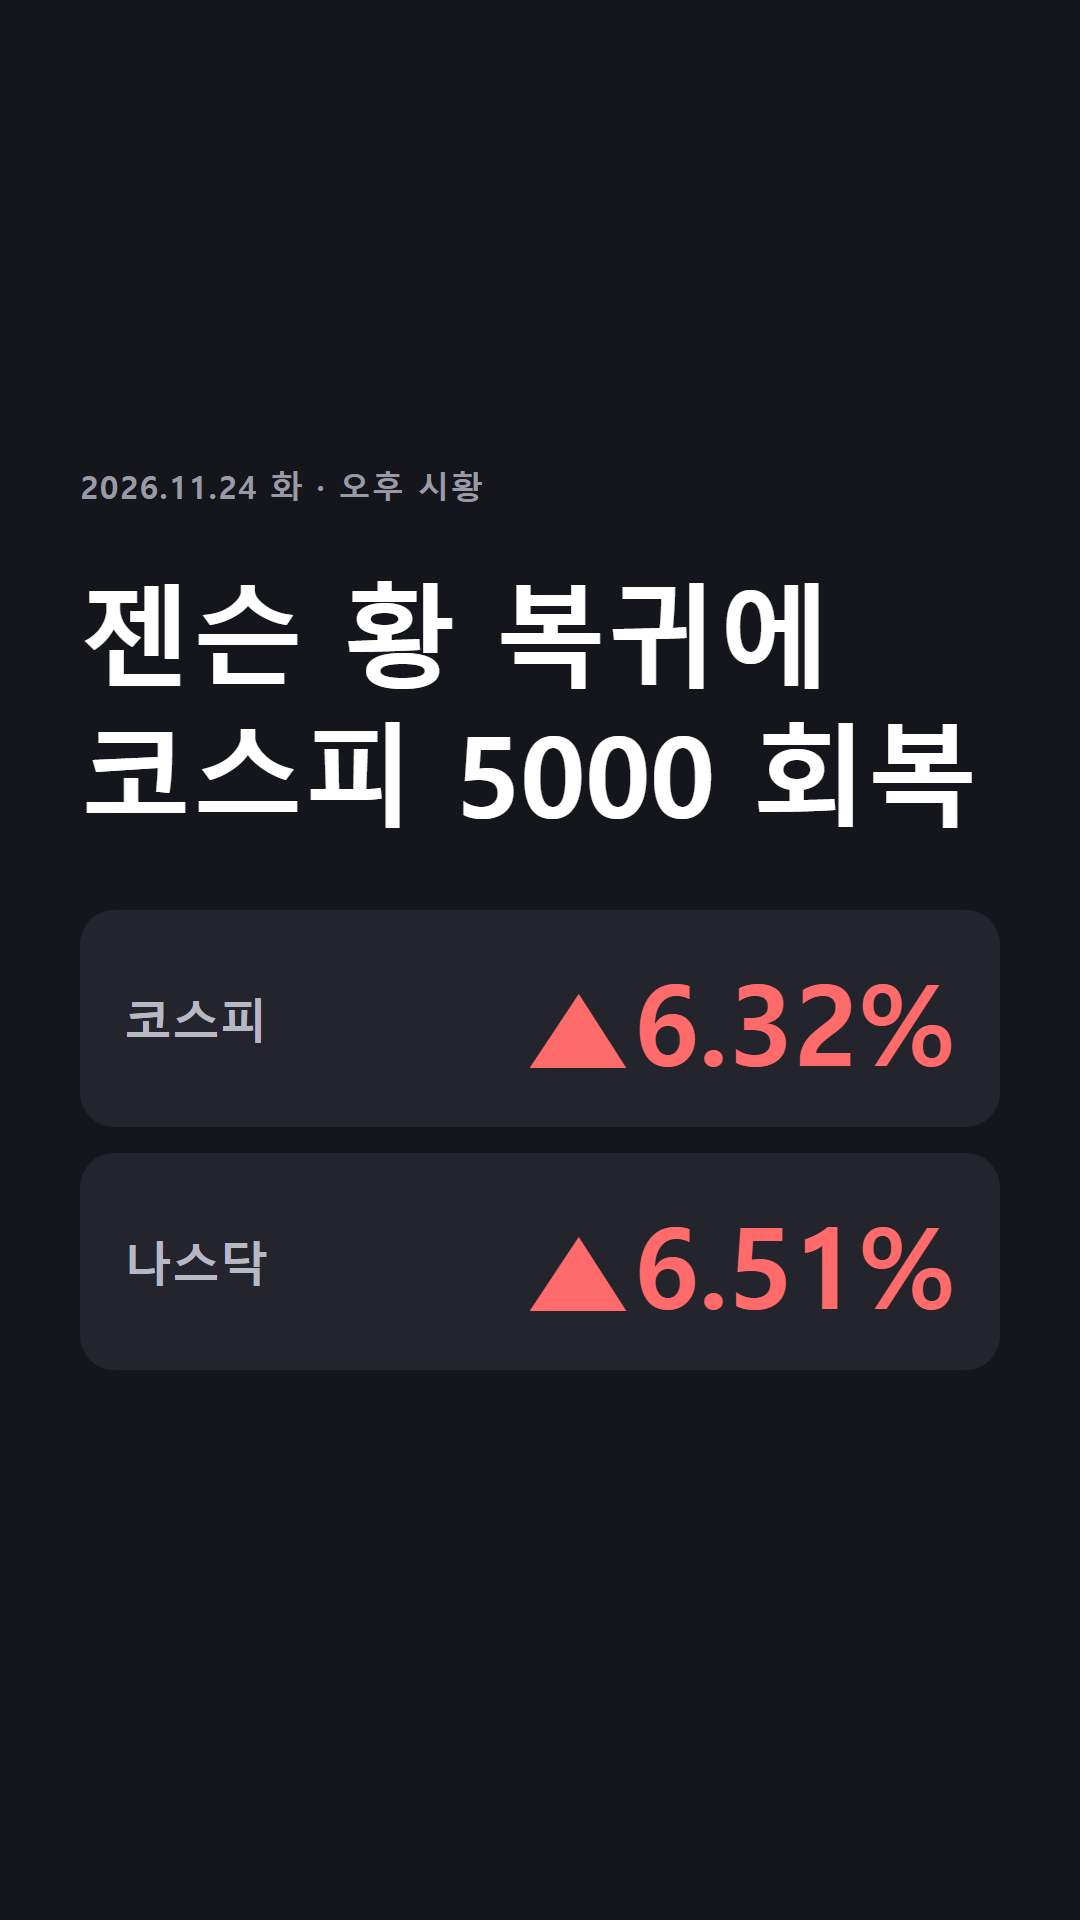 2026.11.24 화 · 오후 시황
젠슨 황 복귀에
코스피 5000 회복
코스피 ▲6.32%
나스닥 ▲6.51%